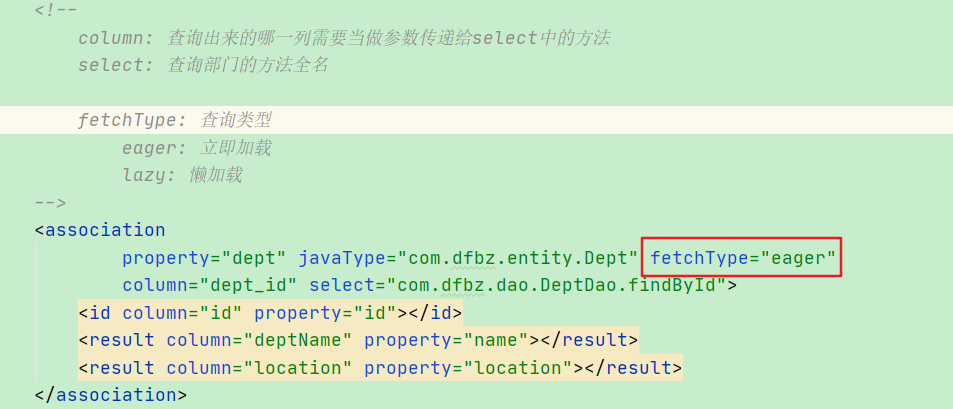 <!--
column: 查询出来的哪一列需要当做参数传递给select中的方法
select: 查询部门的方法全名
fetchType: 查询类型
eager: 立即加载
lazy: 懒加载
-->
<association
property="dept" javaType="com.dfbz.entity.Dept" fetchType="eager"
column="dept_id" select="com.dfbz.dao.DeptDao.findById">
<id column="id" property="id"></id>
<result column="deptName" property="name"></result>
<result column="location" property="location"></result>
</association>